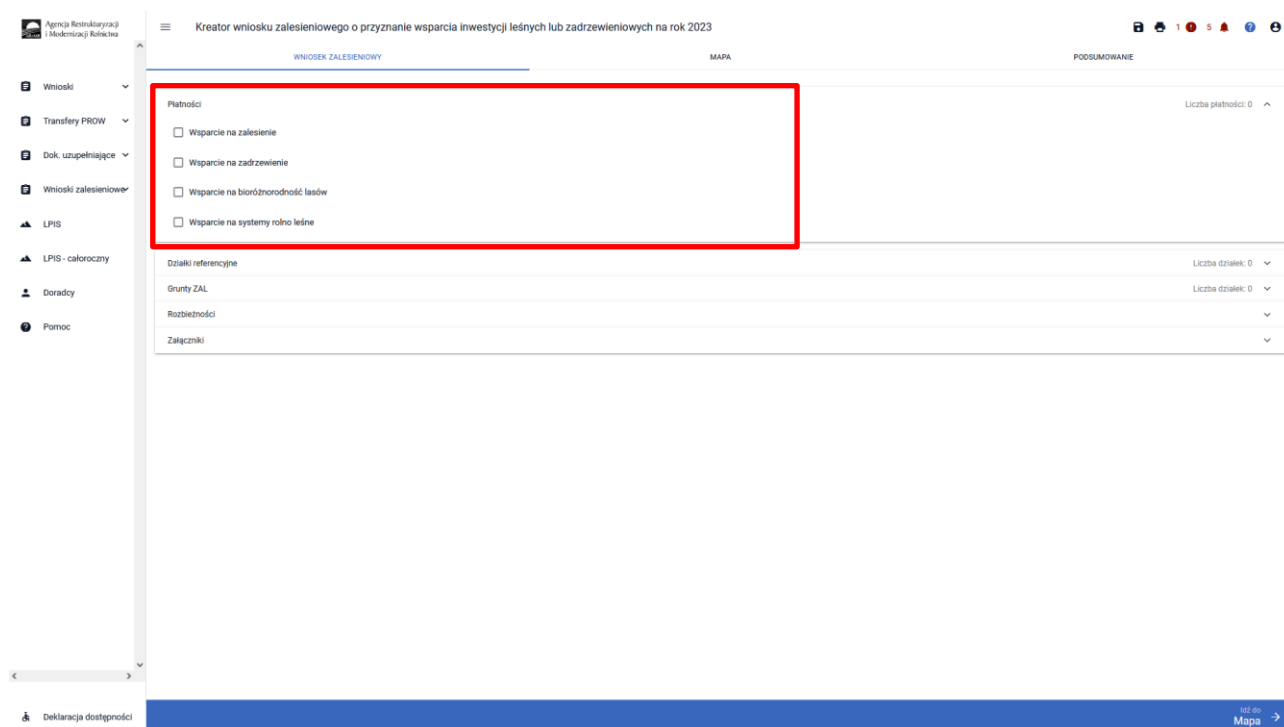 Agencja Restrukturyzacji
i Modernizacji Rolnictwa
Kreator wniosku zalesieniowego o przyznanie wsparcia inwestycji leśnych lub zadrzewieniowych na rok 2023
1 5
WNIOSEK ZALESIENIOWY MAPA PODSUMOWANIE
Wnioski
Transfery PROW
Dok. uzupełniające
Wnioski zalesieniowe
LPIS
LPIS - całoroczny
Doradcy
Pomoc
Płatności Liczba płatności: 0
Wsparcie na zalesienie
Wsparcie na zadrzewienie
Wsparcie na bioróżnorodność lasów
Wsparcie na systemy rolno leśne
Działki referencyjne Liczba działek: 0
Grunty ZAL Liczba działek: 0
Rozbieżności
Załączniki
Deklaracja dostępności
Idź do
Mapa